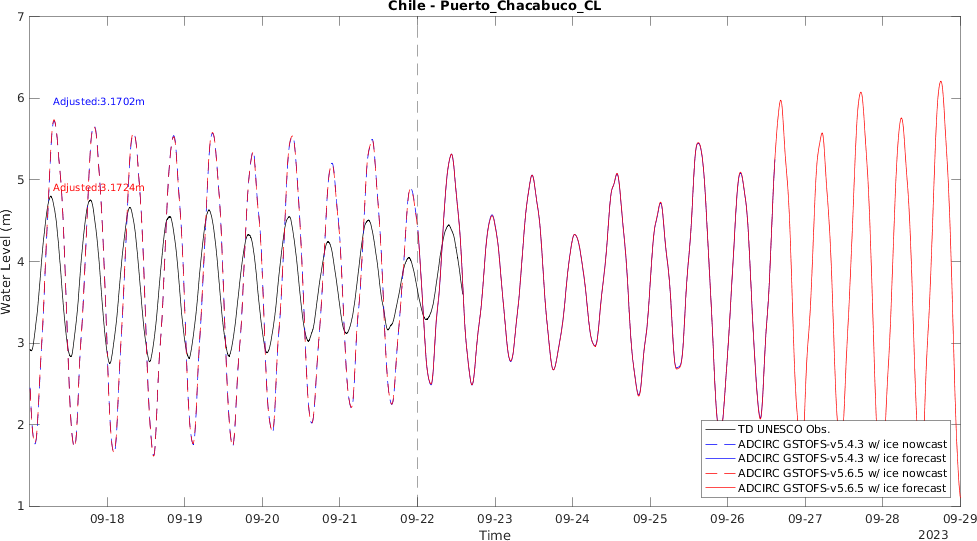 Chile - Puerto_Chacabuco_CL
7
6
5
4
3
2
1
Water Level (m)
Adjusted:3.1702m
Adjusted:3.1724m
TD UNESCO Obs.
ADCIRC GSTOFS-v5.4.3 w/ ice nowcast
ADCIRC GSTOFS-v5.4.3 w/ ice forecast
ADCIRC GSTOFS-v5.6.5 w/ ice nowcast
ADCIRC GSTOFS-v5.6.5 w/ ice forecast
09-18 09-19 09-20 09-21 09-22 09-23 09-24 09-25 09-26 09-27 09-28 09-29
Time
2023